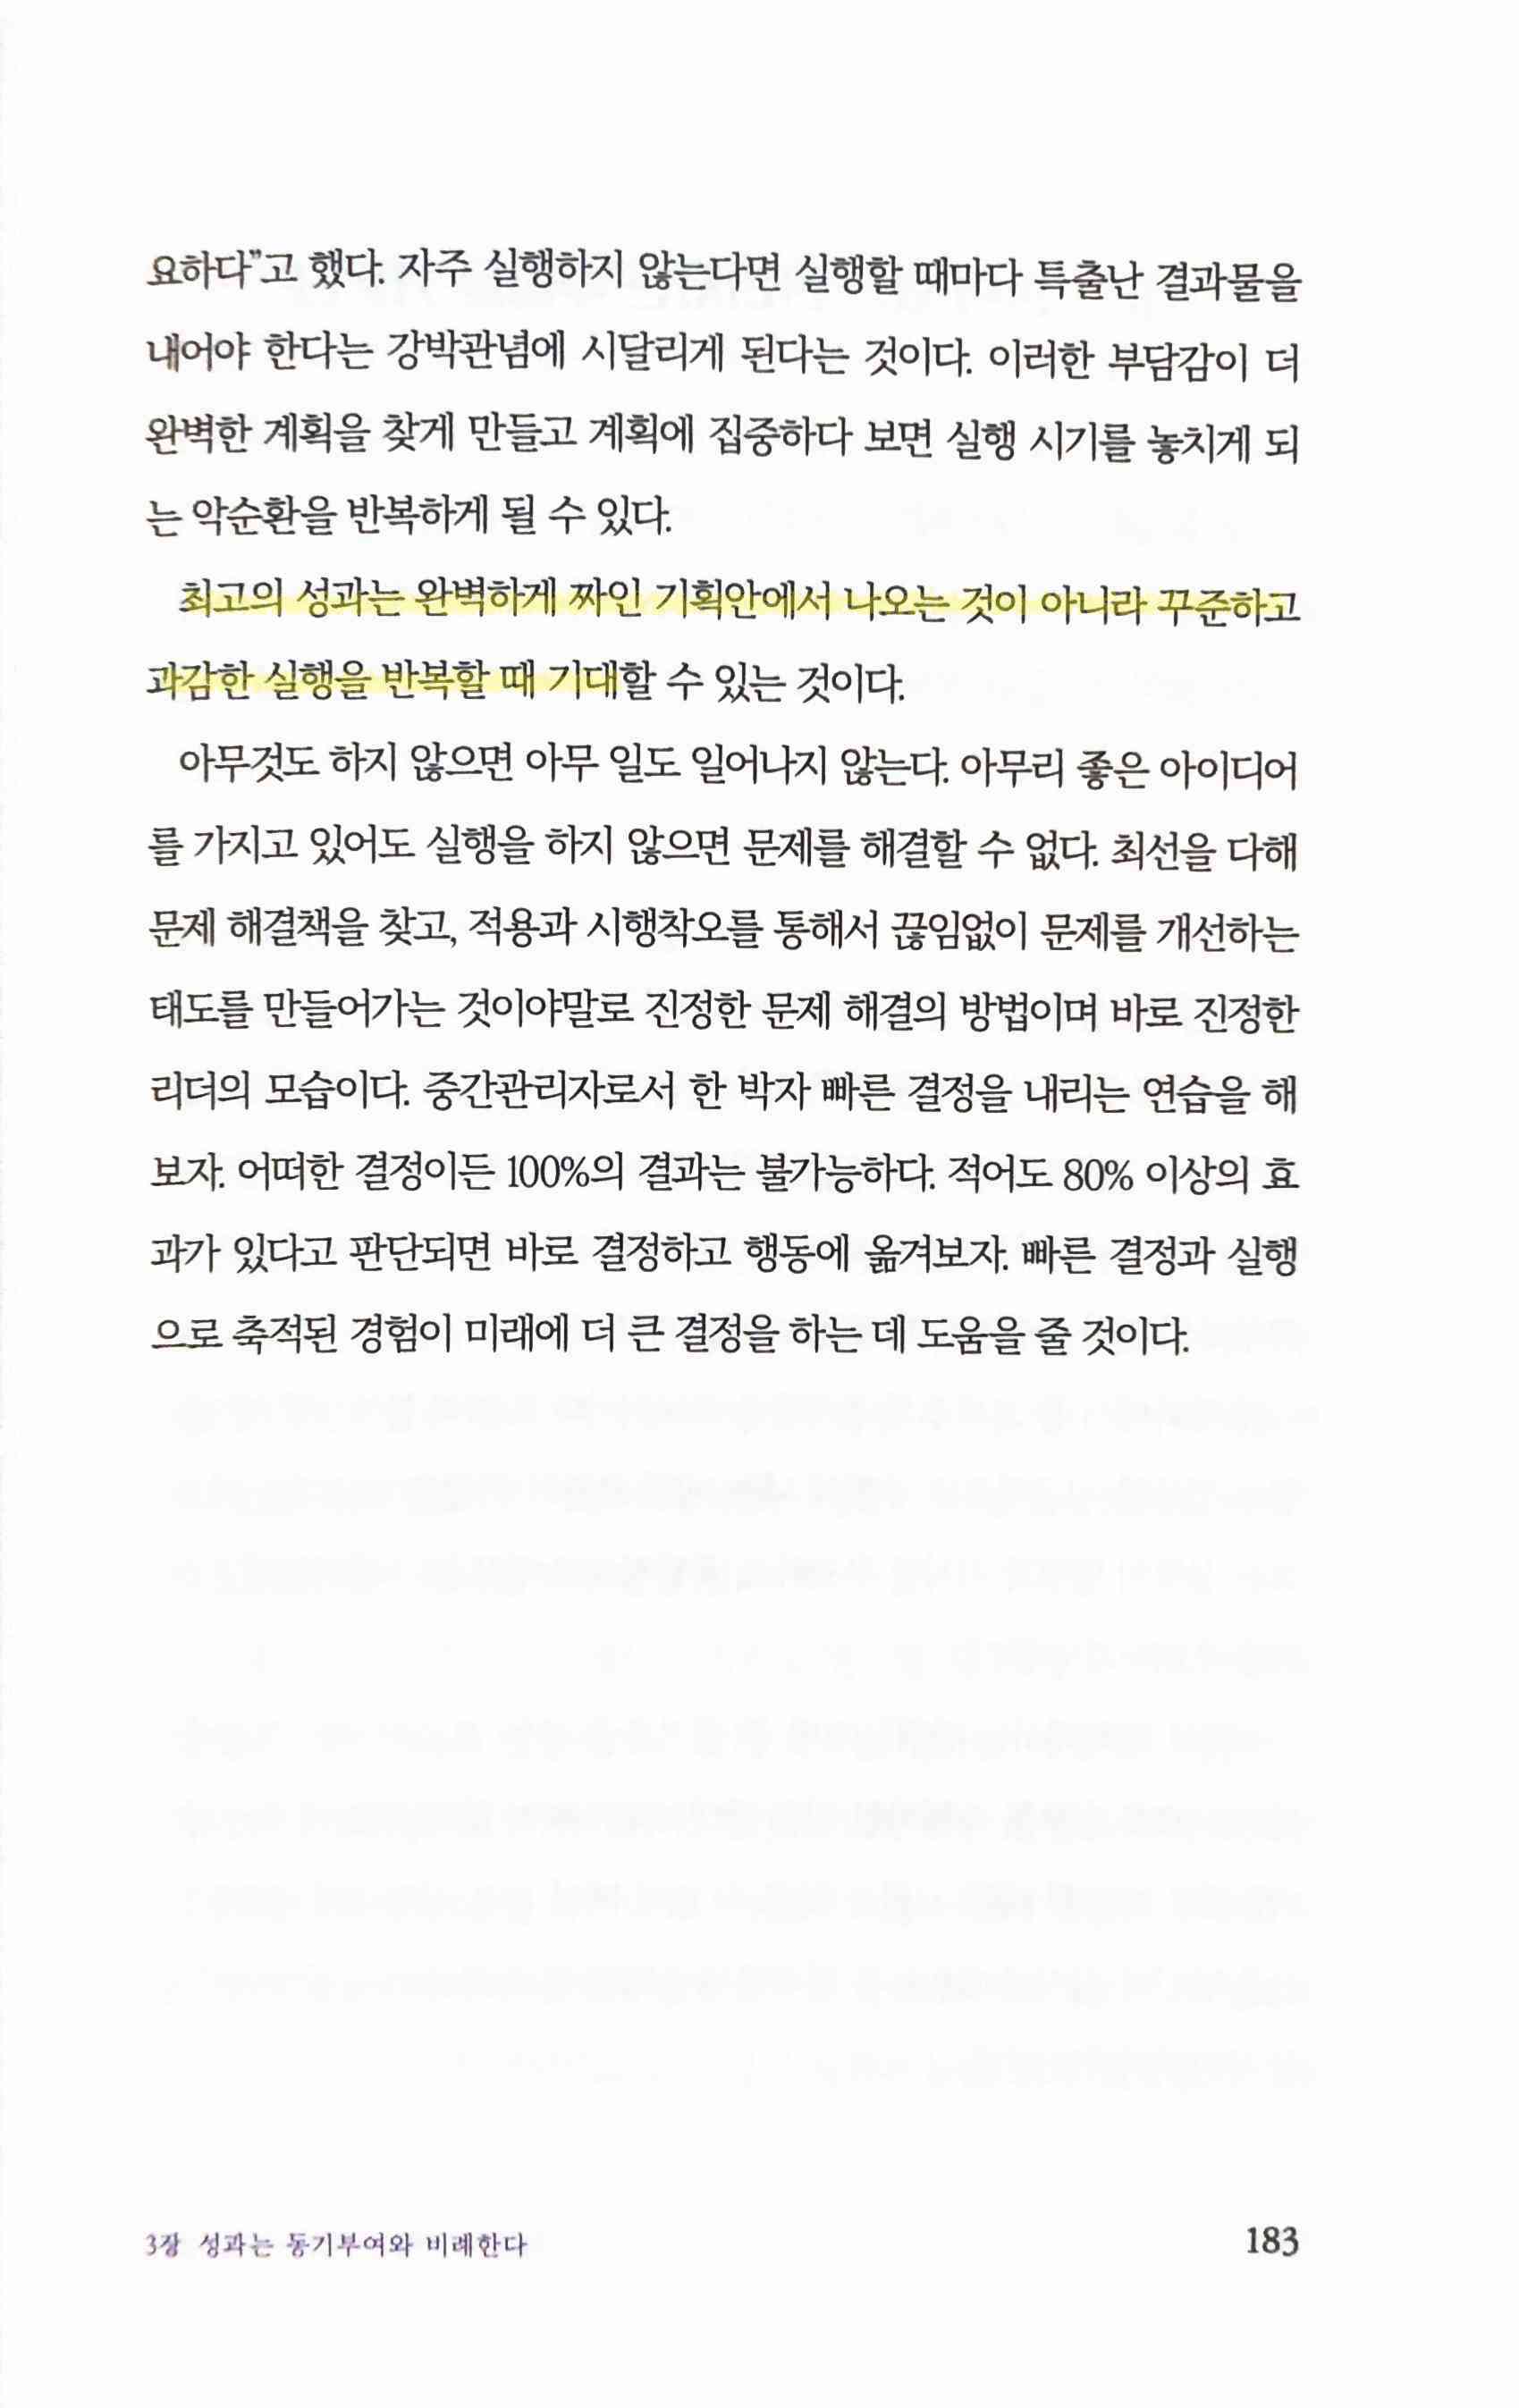 요하다”고 했다. 자주 실행하지 않는다면 실행할 때마다 특출난 결과물을
내어야 한다는 강박관념에 시달리게 된다는 것이다. 이러한 부담감이 더
완벽한 계획을 찾게 만들고 계획에 집중하다 보면 실행 시기를 놓치게 되
는 악순환을 반복하게 될 수 있다.
최고의 성과는 완벽하게 짜인 기획안에서 나오는 것이 아니라 꾸준하고
과감한 실행을 반복할 때 기대할 수 있는 것이다.
아무것도 하지 않으면 아무 일도 일어나지 않는다. 아무리 좋은 아이디어
를 가지고 있어도 실행을 하지 않으면 문제를 해결할 수 없다. 최선을 다해
문제 해결책을 찾고, 적용과 시행착오를 통해서 끊임없이 문제를 개선하는
태도를 만들어가는 것이야말로 진정한 문제 해결의 방법이며 바로 진정한
리더의 모습이다. 중간관리자로서 한 박자 빠른 결정을 내리는 연습을 해
보자. 어떠한 결정이든 100%의 결과는 불가능하다. 적어도 80% 이상의 효
과가 있다고 판단되면 바로 결정하고 행동에 옮겨보자. 빠른 결정과 실행
으로 축적된 경험이 미래에 더 큰 결정을 하는 데 도움을 줄 것이다.
3장 성과는 동기부여와 비례한다
183